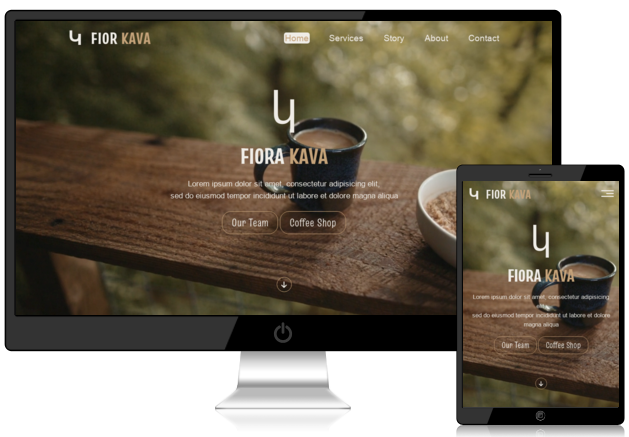 FIOR KAVA
Home Services Story About Contact
FIORA KAVA
Lorem ipsum dolor sit amet, consectetur adipisicing elit,
sed do eiusmod tempor incididunt ut labore et dolore magna aliqua
Our Team Coffee Shop
FIOR KAVA
FIORA KAVA
Lorem ipsum dolor sit amet, consectetur adipisicing
elit,
sed do eiusmod tempor incididunt ut labore et dolore
magna aliqua
Our Team Coffee Shop